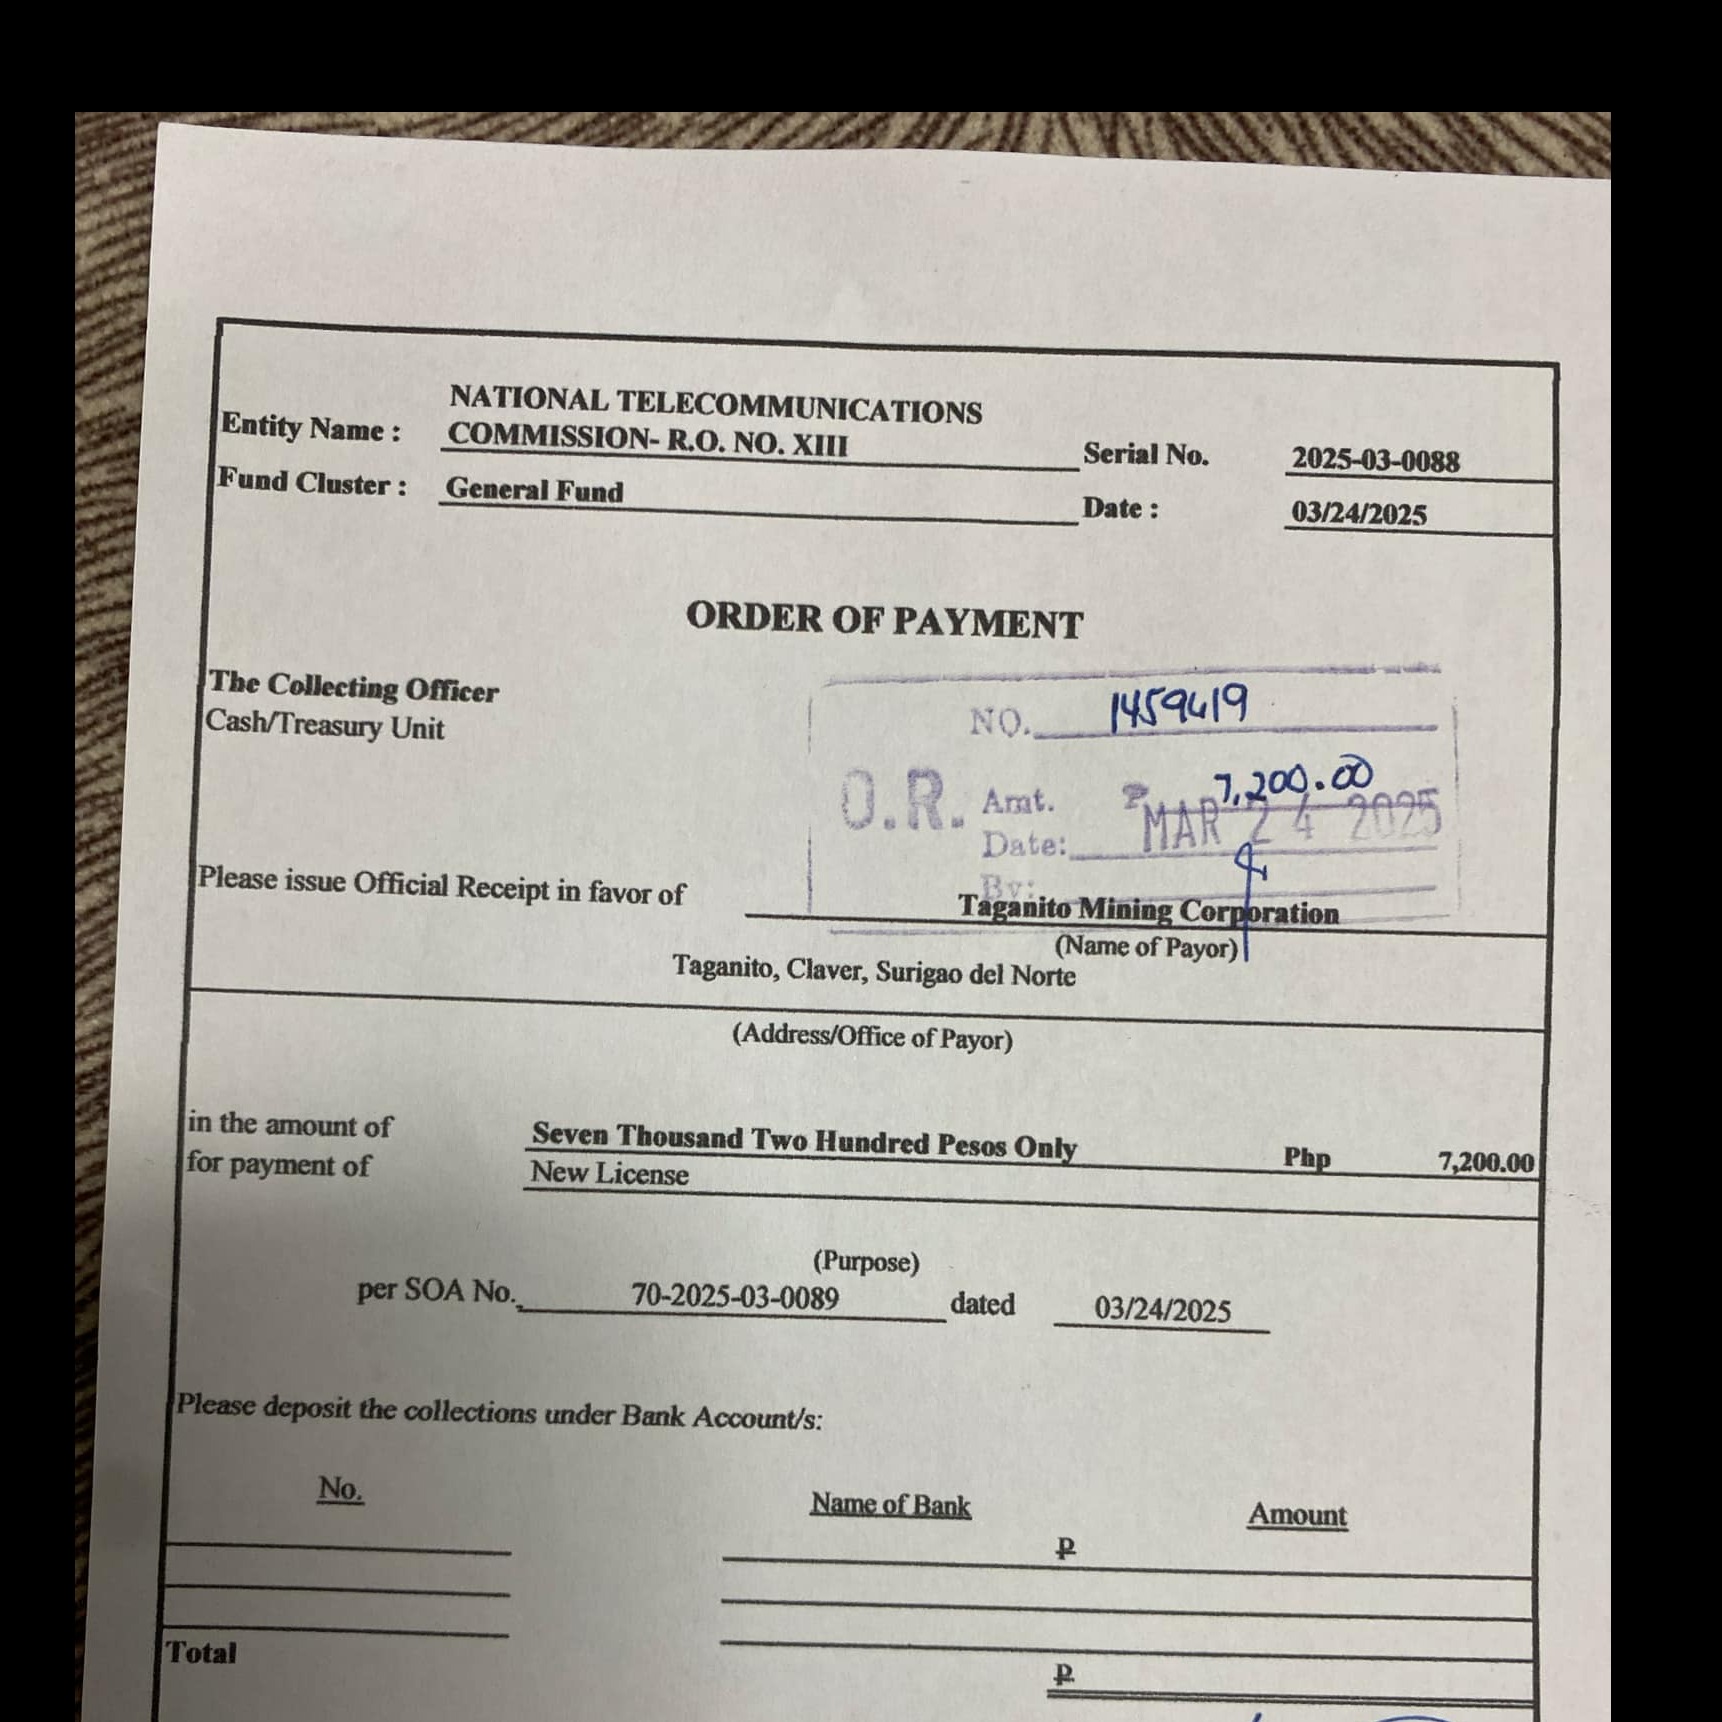 NATIONAL TELECOMMUNICATIONS
Entity Name : COMMISSION- R.O. NO. XIII Serial No. 2025-03-0088
Fund Cluster : General Fund Date : 03/24/2025
ORDER OF PAYMENT
The Collecting Officer
Cash/Treasury Unit
NO. 1459419
O.R. Amt. ₱ 7,200.00
Date: MAR 24 2025
By:
Please issue Official Receipt in favor of Taganito Mining Corporation
(Name of Payor)
Taganito, Claver, Surigao del Norte
(Address/Office of Payor)
in the amount of Seven Thousand Two Hundred Pesos Only Php 7,200.00
for payment of New License
(Purpose)
per SOA No. 70-2025-03-0089 dated 03/24/2025
Please deposit the collections under Bank Account/s:
No. Name of Bank Amount
₱
Total
₱